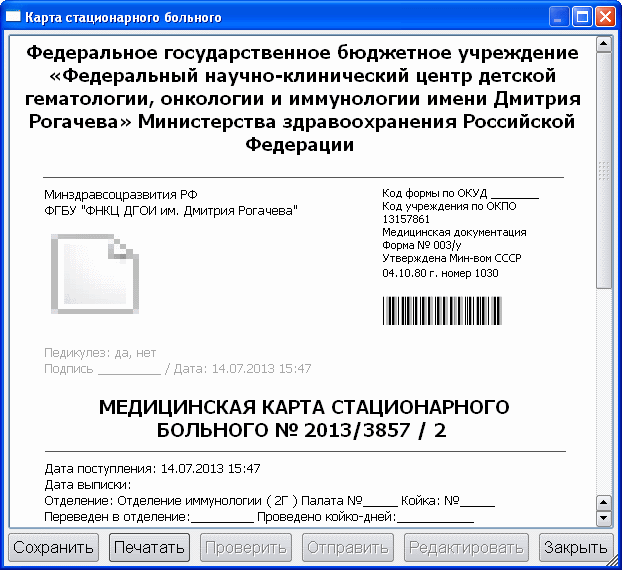 Карта стационарного больного
Федеральное государственное бюджетное учреждение
«Федеральный научно-клинический центр детской
гематологии, онкологии и иммунологии имени Дмитрия
Рогачева» Министерства здравоохранения Российской
Федерации
Минздравсоцразвития РФ
ФГБУ "ФНКЦ ДГОИ им. Дмитрия Рогачева"
Код формы по ОКУД ________
Код учреждения по ОКПО
13157861
Медицинская документация
Форма № 003/у
Утверждена Мин-вом СССР
04.10.80 г. номер 1030
Педикулез: да, нет
Подпись _________ / Дата: 14.07.2013 15:47
МЕДИЦИНСКАЯ КАРТА СТАЦИОНАРНОГО
БОЛЬНОГО № 2013/3857 / 2
Дата поступления: 14.07.2013 15:47
Дата выписки:
Отделение: Отделение иммунологии ( 2Г ) Палата №_____ Койка: №_____
Переведен в отделение:_________ Проведено койко-дней:___________
Сохранить Печатать Проверить Отправить Редактировать Закрыть